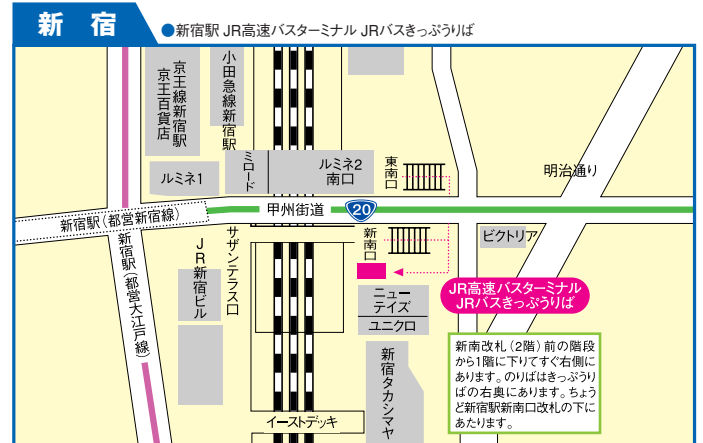 新宿
●新宿駅 JR高速バスターミナル JRバスきっぷうりば
京王線新宿駅
京王百貨店
小田急線新宿駅
ルミネ1
ミロード
ルミネ2
南口
東南口
明治通り
新宿駅(都営新宿線)
甲州街道
20
新宿駅(都営大江戸線)
JR新宿ビル
サザンテラス口
新南口
ビクトリア
JR高速バスターミナル
JRバスきっぷうりば
ニュー
テイズ
ユニクロ
新宿タカシマヤ
イーストデッキ
新南改札(2階)前の階段
から1階に下りてすぐ右側に
あります。のりばはきっぷうり
ばの右奥にあります。ちょう
ど新宿駅新南口改札の下に
あたります。